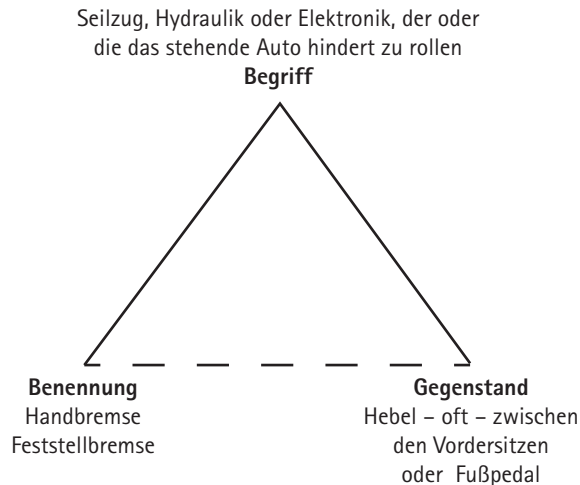 Seilzug, Hydraulik oder Elektronik, der oder
die das stehende Auto hindert zu rollen
Begriff
Benennung
Handbremse
Feststellbremse
Gegenstand
Hebel – oft – zwischen
den Vordersitzen
oder Fußpedal